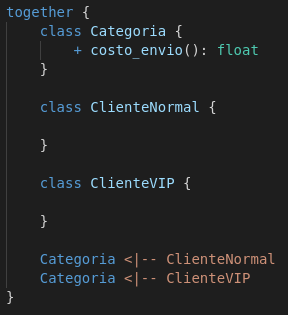 together {
    class Categoria {
        + costo_envio(): float
    }

    class ClienteNormal {

    }

    class ClienteVIP {

    }

    Categoria <|-- ClienteNormal
    Categoria <|-- ClienteVIP
}